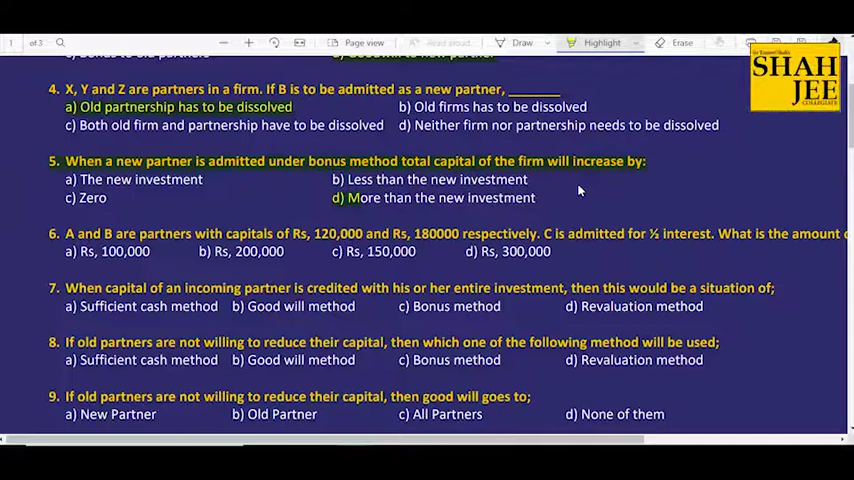 1 of 3 Page view Read aloud Draw Highlight Erase
4. X, Y and Z are partners in a firm. If B is to be admitted as a new partner, ________
a) Old partnership has to be dissolved b) Old firms has to be dissolved
c) Both old firm and partnership have to be dissolved d) Neither firm nor partnership needs to be dissolved
SHAH
JEE
COLLEGIATE
5. When a new partner is admitted under bonus method total capital of the firm will increase by:
a) The new investment b) Less than the new investment
c) Zero d) More than the new investment
6. A and B are partners with capitals of Rs, 120,000 and Rs, 180000 respectively. C is admitted for ½ interest. What is the amount
a) Rs, 100,000 b) Rs, 200,000 c) Rs, 150,000 d) Rs, 300,000
7. When capital of an incoming partner is credited with his or her entire investment, then this would be a situation of;
a) Sufficient cash method b) Good will method c) Bonus method d) Revaluation method
8. If old partners are not willing to reduce their capital, then which one of the following method will be used;
a) Sufficient cash method b) Good will method c) Bonus method d) Revaluation method
9. If old partners are not willing to reduce their capital, then good will goes to;
a) New Partner b) Old Partner c) All Partners d) None of them